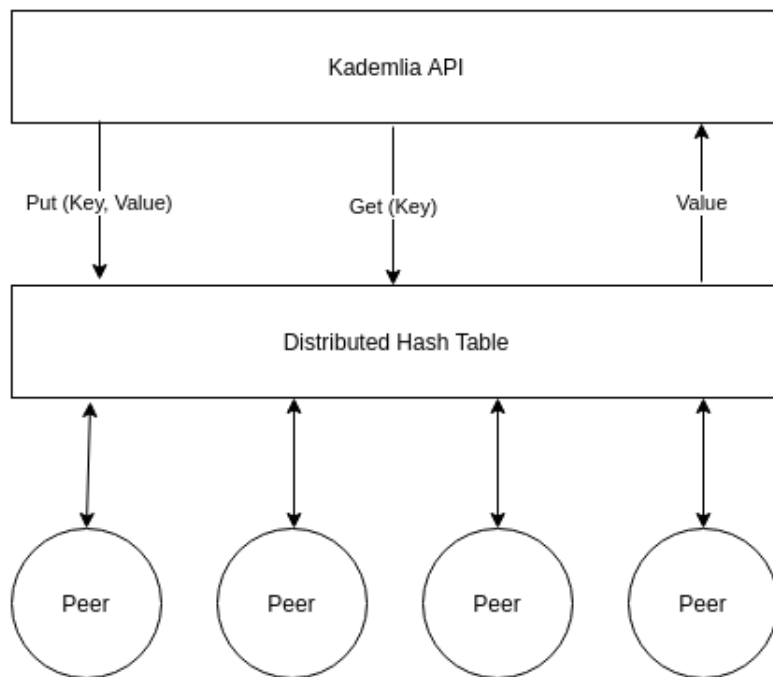 Kademlia API
Put (Key, Value)
Get (Key)
Value
Distributed Hash Table
Peer
Peer
Peer
Peer